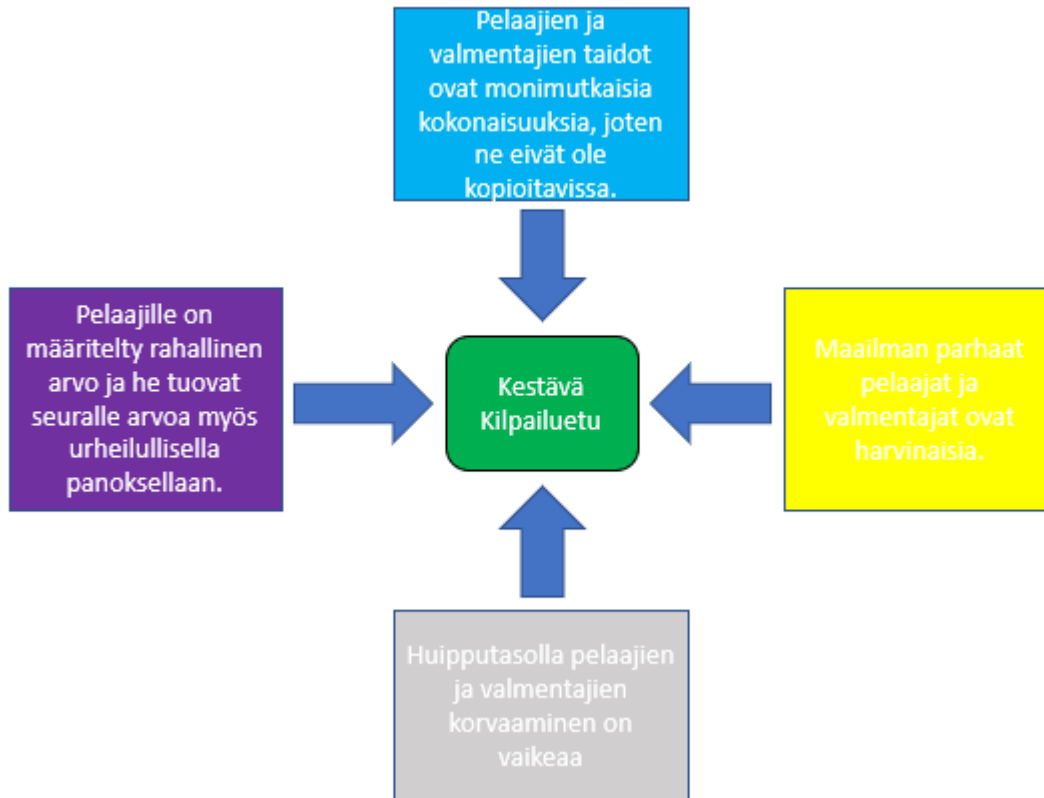 Pelaajien ja
valmentajien taidot
ovat monimutkaisia
kokonaisuuksia, joten
ne eivät ole
kopioitavissa.
Pelaajille on
määritelty rahallinen
arvo ja he tuovat
seuralle arvoa myös
urheilullisella
panoksellaan.
Kestävä
Kilpailuetu
Maailman parhaat
pelaajat ja
valmentajat ovat
harvinaisia.
Huipputasolla pelaajien
ja valmentajien
korvaaminen on
vaikeaa